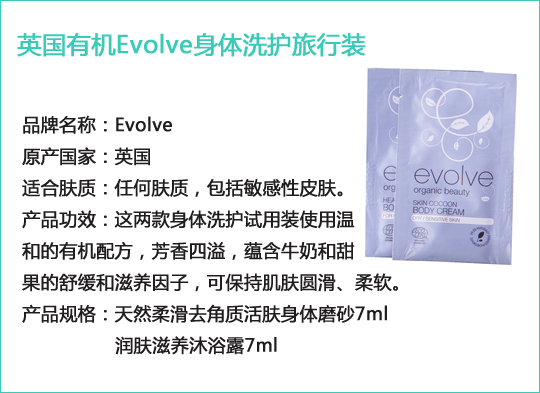 英国有机Evolve身体洗护旅行装
品牌名称：Evolve
原产国家：英国
适合肤质：任何肤质，包括敏感性皮肤。
产品功效：这两款身体洗护试用装使用温
和的有机配方，芳香四溢，蕴含牛奶和甜
果的舒缓和滋养因子，可保持肌肤圆滑、柔软。
产品规格：天然柔滑去角质活肤身体磨砂7ml
润肤滋养沐浴露7ml
evolve
organic beauty
SKIN COCOON
BODY CREAM
VERY SENSITIVE SKIN